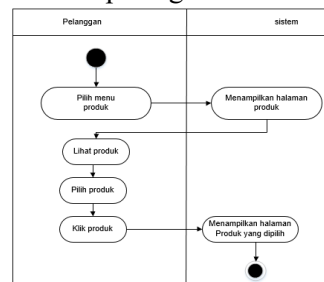 Pelanggan
sistem
Pilih menu
produk
Menampilkan halaman
produk
Lihat produk
Pilih produk
Klik produk
Menampilkan halaman
Produk yang dipilih